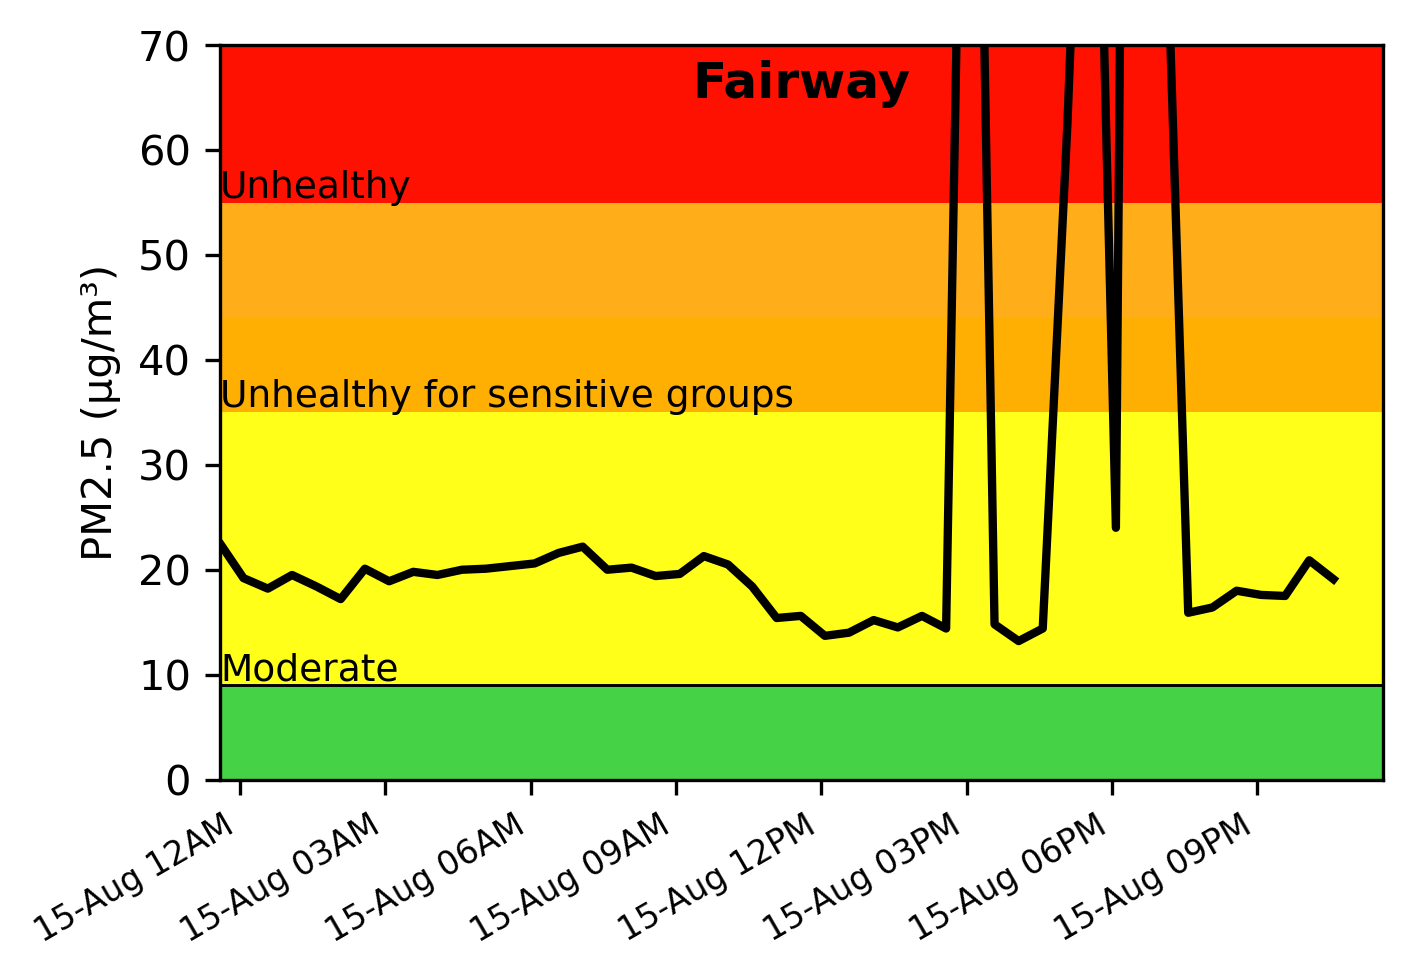 Fairway
70
60
50
40
30
20
10
0
PM2.5 (µg/m³)
Unhealthy
Unhealthy for sensitive groups
Moderate
15-Aug 12AM
15-Aug 03AM
15-Aug 06AM
15-Aug 09AM
15-Aug 12PM
15-Aug 03PM
15-Aug 06PM
15-Aug 09PM